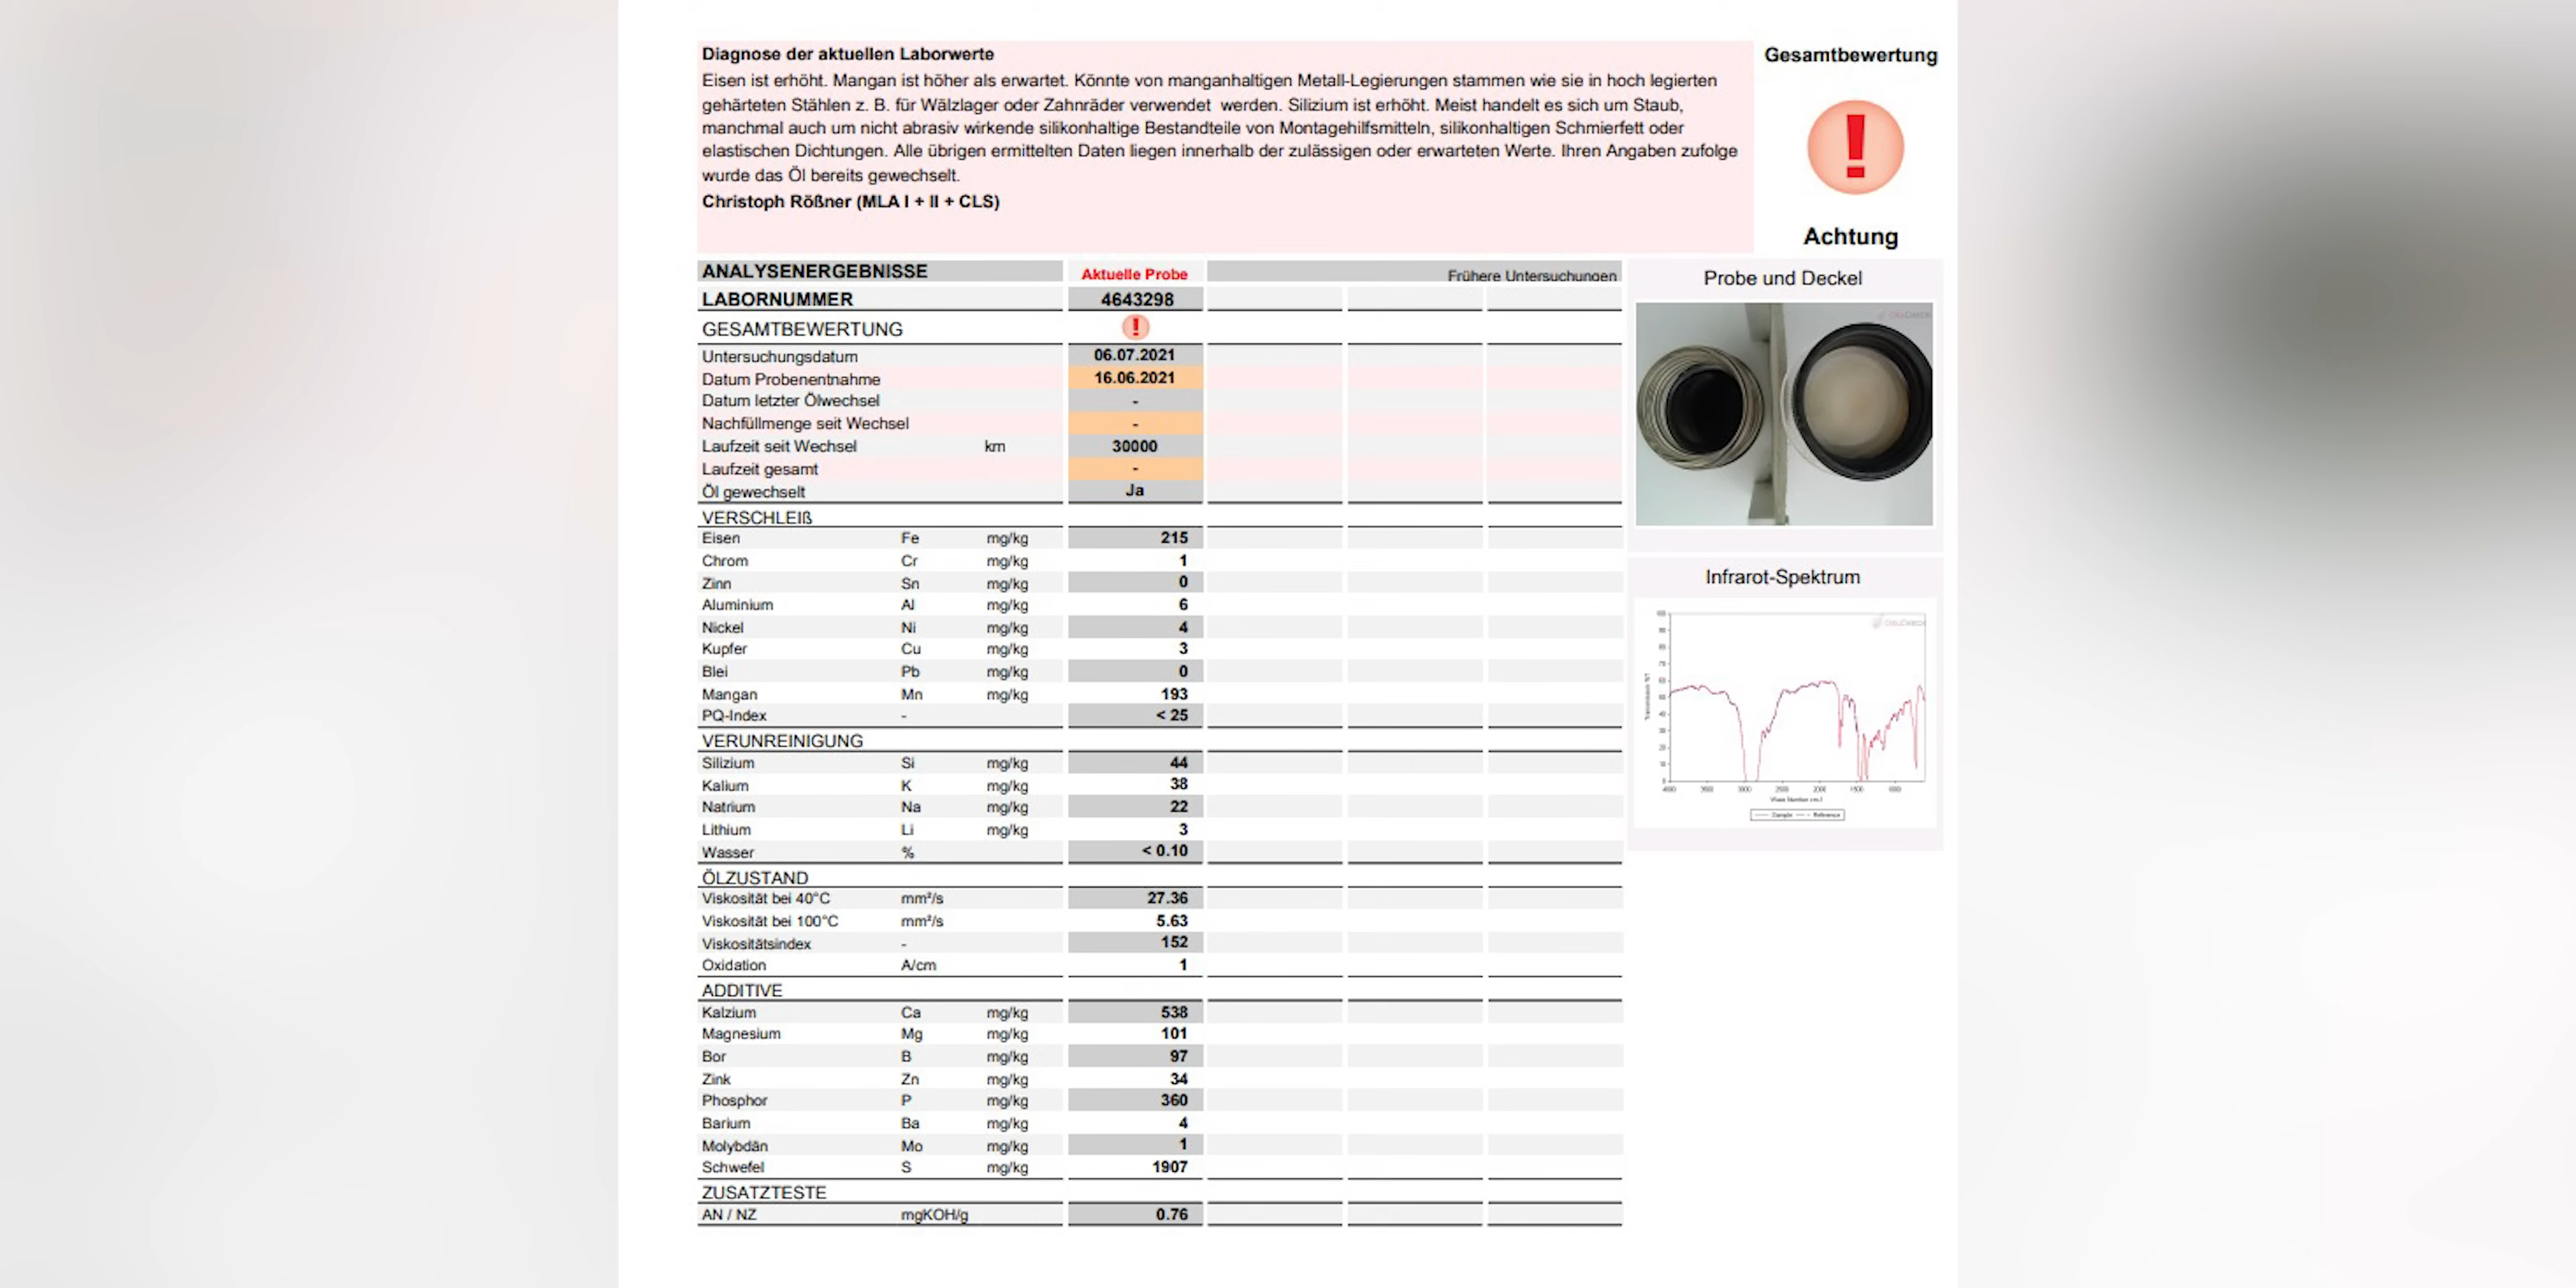 Diagnose der aktuellen Laborwerte
Eisen ist erhöht. Mangan ist höher als erwartet. Könnte von manganhaltigen Metall-Legierungen stammen wie sie in hoch legierten
gehärteten Stählen z. B. für Wälzlager oder Zahnräder verwendet werden. Silizium ist erhöht. Meist handelt es sich um Staub,
manchmal auch um nicht abrasiv wirkende silikonhaltige Bestandteile von Montagehilfsmitteln, silikonhaltigen Schmierfett oder
elastischen Dichtungen. Alle übrigen ermittelten Daten liegen innerhalb der zulässigen oder erwarteten Werte. Ihren Angaben zufolge
wurde das Öl bereits gewechselt.
Christoph Rößner (MLA I + II + CLS)
Gesamtbewertung
!
Achtung
ANALYSENERGEBNISSE Aktuelle Probe Frühere Untersuchungen
LABORNUMMER 4643298
GESAMTBEWERTUNG !
Untersuchungsdatum 06.07.2021
Datum Probenentnahme 16.06.2021
Datum letzter Ölwechsel -
Nachfüllmenge seit Wechsel -
Laufzeit seit Wechsel km 30000
Laufzeit gesamt -
Öl gewechselt Ja
VERSCHLEIß
Eisen Fe mg/kg 215
Chrom Cr mg/kg 1
Zinn Sn mg/kg 0
Aluminium Al mg/kg 6
Nickel Ni mg/kg 4
Kupfer Cu mg/kg 3
Blei Pb mg/kg 0
Mangan Mn mg/kg 193
PQ-Index - < 25
VERUNREINIGUNG
Silizium Si mg/kg 44
Kalium K mg/kg 38
Natrium Na mg/kg 22
Lithium Li mg/kg 3
Wasser % < 0.10
ÖLZUSTAND
Viskosität bei 40°C mm²/s 27.36
Viskosität bei 100°C mm²/s 5.63
Viskositätsindex - 152
Oxidation A/cm 1
ADDITIVE
Kalzium Ca mg/kg 538
Magnesium Mg mg/kg 101
Bor B mg/kg 97
Zink Zn mg/kg 34
Phosphor P mg/kg 360
Barium Ba mg/kg 4
Molybdän Mo mg/kg 1
Schwefel S mg/kg 1907
ZUSATZTESTE
AN / NZ mgKOH/g 0.76
Probe und Deckel
Infrarot-Spektrum
Sample Reference